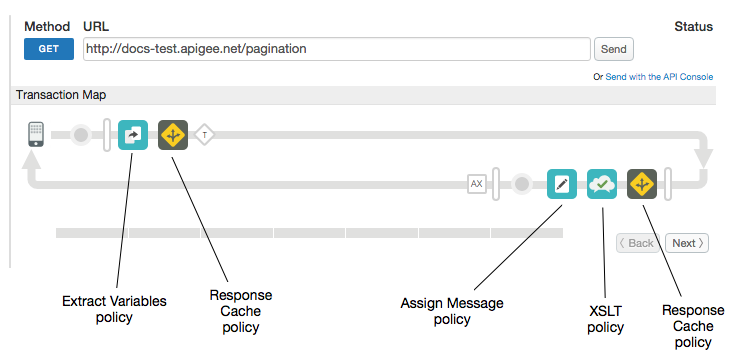 Method URL Status
GET http://docs-test.apigee.net/pagination Send
Or Send with the API Console
Transaction Map
T
AX
< Back Next >
Extract Variables
policy
Response
Cache
policy
Assign Message
policy
XSLT
policy
Response
Cache
policy